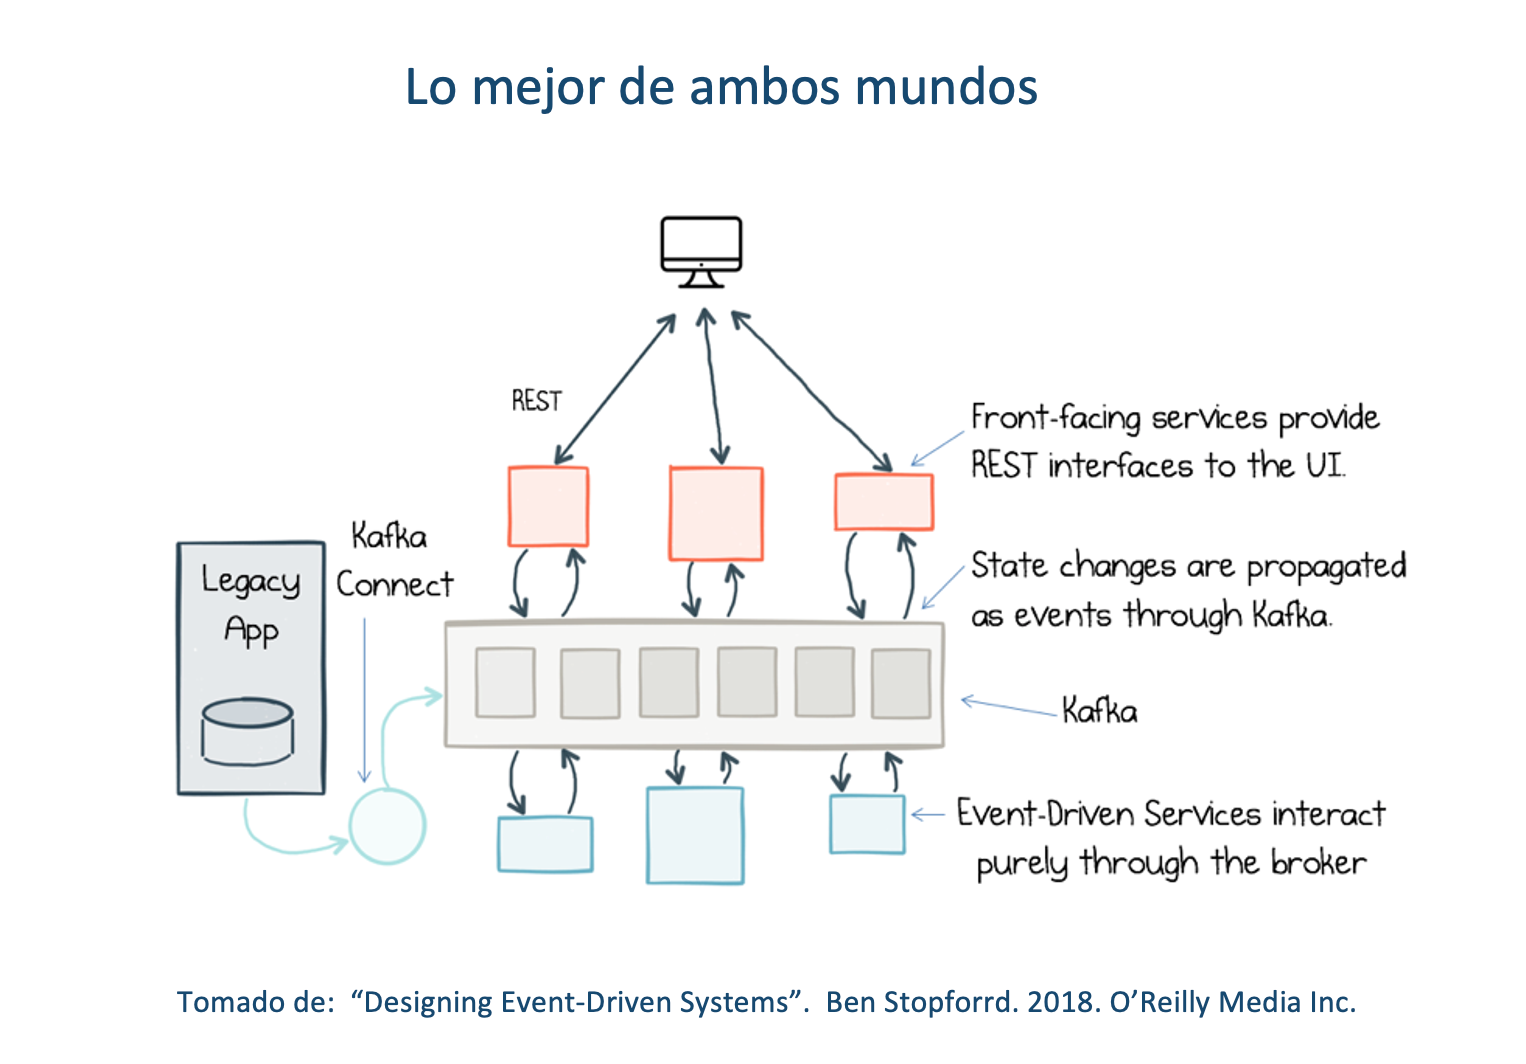 Lo mejor de ambos mundos
REST
Front-facing services provide
REST interfaces to the UI.
Kafka
Connect
Legacy
App
State changes are propagated
as events through Kafka.
Kafka
Event-Driven Services interact
purely through the broker
Tomado de:  “Designing Event-Driven Systems”.  Ben Stopforrd. 2018. O’Reilly Media Inc.